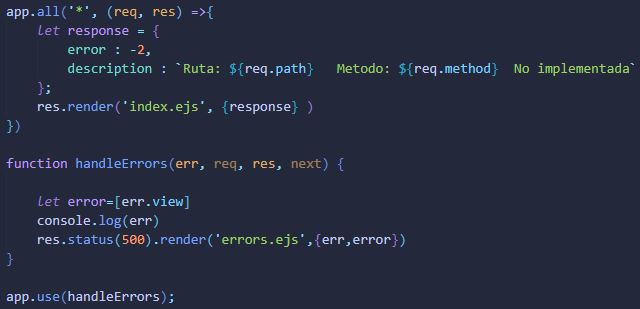 app.all('*', (req, res) =>{
    let response = {
        error : -2,
        description : `Ruta: ${req.path}   Metodo: ${req.method}  No implementada`
    };
    res.render('index.ejs', {response} )
})
function handleErrors(err, req, res, next) {
    let error=[err.view]
    console.log(err)
    res.status(500).render('errors.ejs',{err,error})
}
app.use(handleErrors);